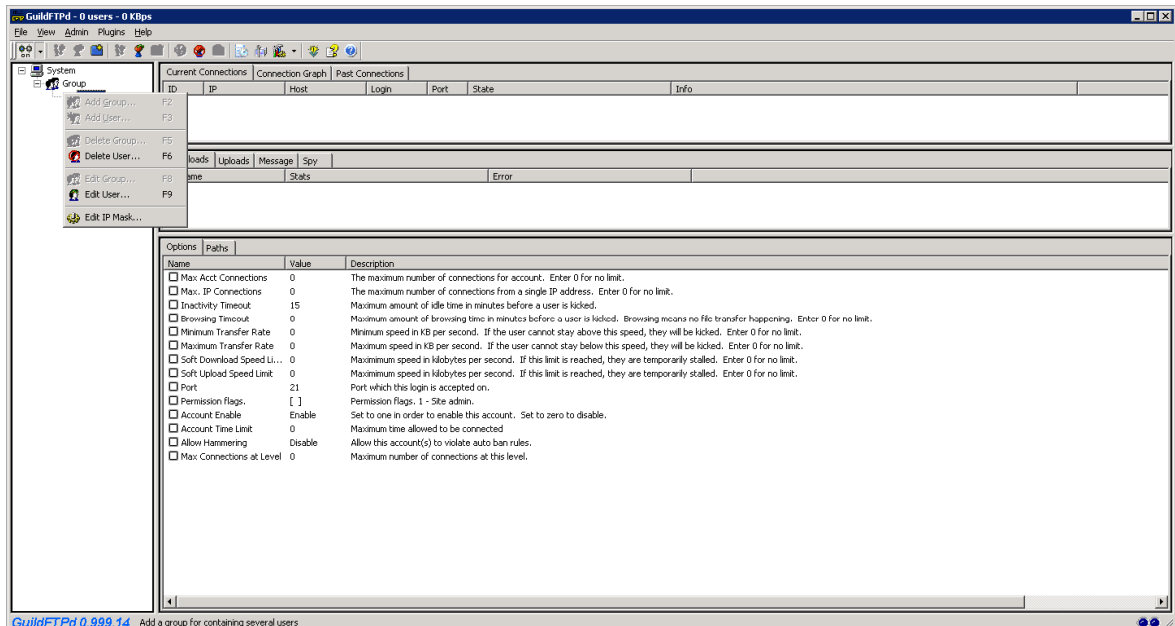 GuildFTPd - 0 users - 0 KBps
File View Admin Plugins Help
System
Group
Add Group... F2
Add User... F3
Delete Group... F5
Delete User... F6
Edit Group... F8
Edit User... F9
Edit IP Mask...
Current Connections Connection Graph Past Connections
ID IP Host Login Port State Info
loads Uploads Message Spy
ame Stats Error
Options Paths
Name Value Description
Max Acct Connections 0 The maximum number of connections for account. Enter 0 for no limit.
Max. IP Connections 0 The maximum number of connections from a single IP address. Enter 0 for no limit.
Inactivity Timeout 15 Maximum amount of idle time in minutes before a user is kicked.
Browsing Timeout 0 Maximum amount of browsing time in minutes before a user is kicked. Browsing means no file transfer happening. Enter 0 for no limit.
Minimum Transfer Rate 0 Minimum speed in KB per second. If the user cannot stay above this speed, they will be kicked. Enter 0 for no limit.
Maximum Transfer Rate 0 Maximum speed in KB per second. If the user cannot stay below this speed, they will be kicked. Enter 0 for no limit.
Soft Download Speed Li... 0 Maximimum speed in kilobytes per second. If this limit is reached, they are temporarily stalled. Enter 0 for no limit.
Soft Upload Speed Limit 0 Maximimum speed in kilobytes per second. If this limit is reached, they are temporarily stalled. Enter 0 for no limit.
Port 21 Port which this login is accepted on.
Permission flags. [ ] Permission flags. 1 - Site admin.
Account Enable Enable Set to one in order to enable this account. Set to zero to disable.
Account Time Limit 0 Maximum time allowed to be connected
Allow Hammering Disable Allow this account(s) to violate auto ban rules.
Max Connections at Level 0 Maximum number of connections at this level.
GuildFTPd 0.999.14 Add a group for containing several users